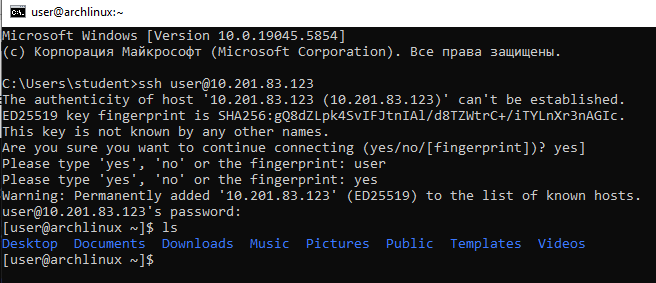 user@archlinux:~
Microsoft Windows [Version 10.0.19045.5854]
(c) Корпорация Майкрософт (Microsoft Corporation). Все права защищены.
C:\Users\student>ssh user@10.201.83.123
The authenticity of host '10.201.83.123 (10.201.83.123)' can't be established.
ED25519 key fingerprint is SHA256:gQ8dZLpk4SvIFJtnIAl/d8TZWtrC+/iTYLnXr3nAGIc.
This key is not known by any other names.
Are you sure you want to continue connecting (yes/no/[fingerprint])? yes]
Please type 'yes', 'no' or the fingerprint: user
Please type 'yes', 'no' or the fingerprint: yes
Warning: Permanently added '10.201.83.123' (ED25519) to the list of known hosts.
user@10.201.83.123's password:
[user@archlinux ~]$ ls
Desktop  Documents  Downloads  Music  Pictures  Public  Templates  Videos
[user@archlinux ~]$